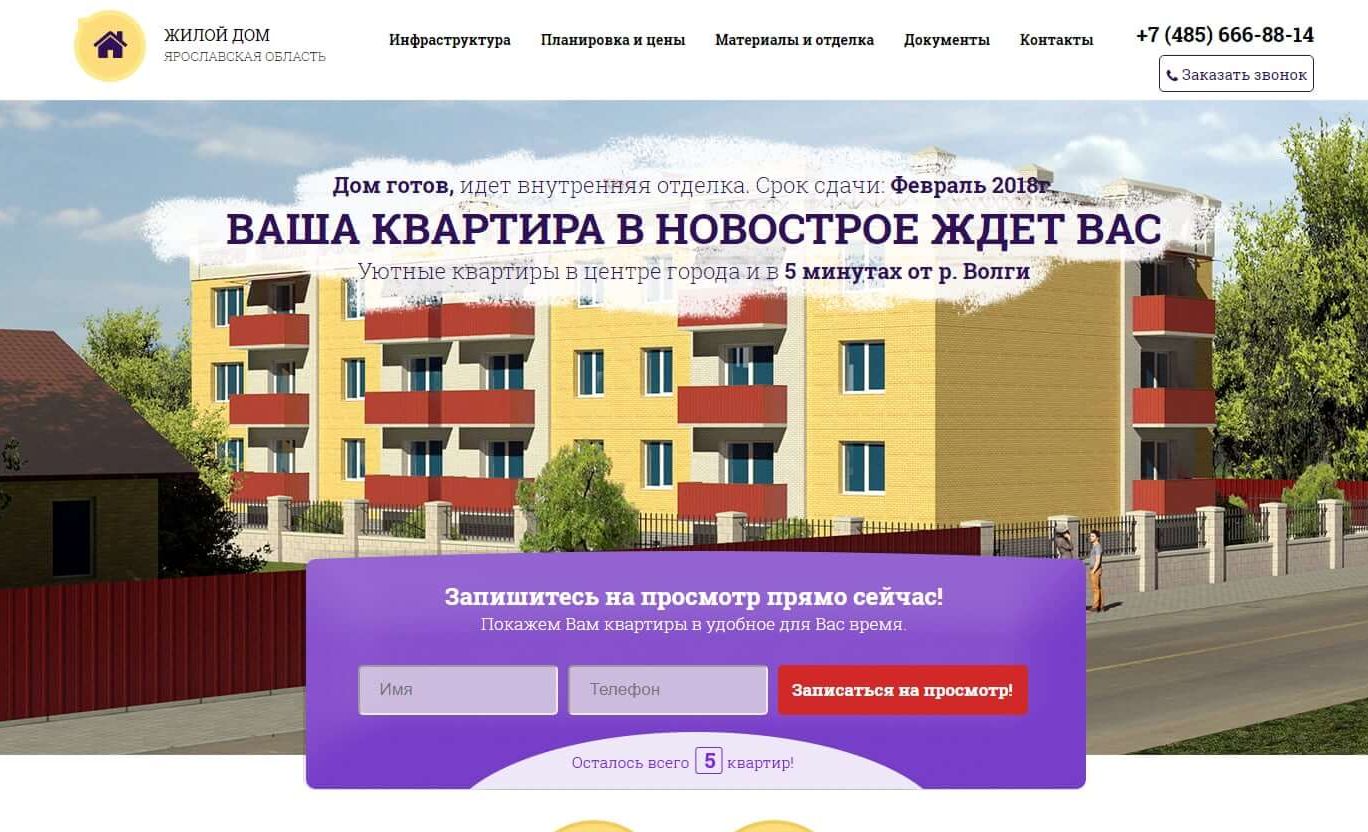 ЖИЛОЙ ДОМ
ЯРОСЛАВСКАЯ ОБЛАСТЬ
Инфраструктура
Планировка и цены
Материалы и отделка
Документы
Контакты
+7 (485) 666-88-14
Заказать звонок
Дом готов, идет внутренняя отделка. Срок сдачи: Февраль 2018г.
ВАША КВАРТИРА В НОВОСТРОЕ ЖДЕТ ВАС
Уютные квартиры в центре города и в 5 минутах от р. Волги
Запишитесь на просмотр прямо сейчас!
Покажем Вам квартиры в удобное для Вас время.
Имя
Телефон
Записаться на просмотр!
Осталось всего 5 квартир!